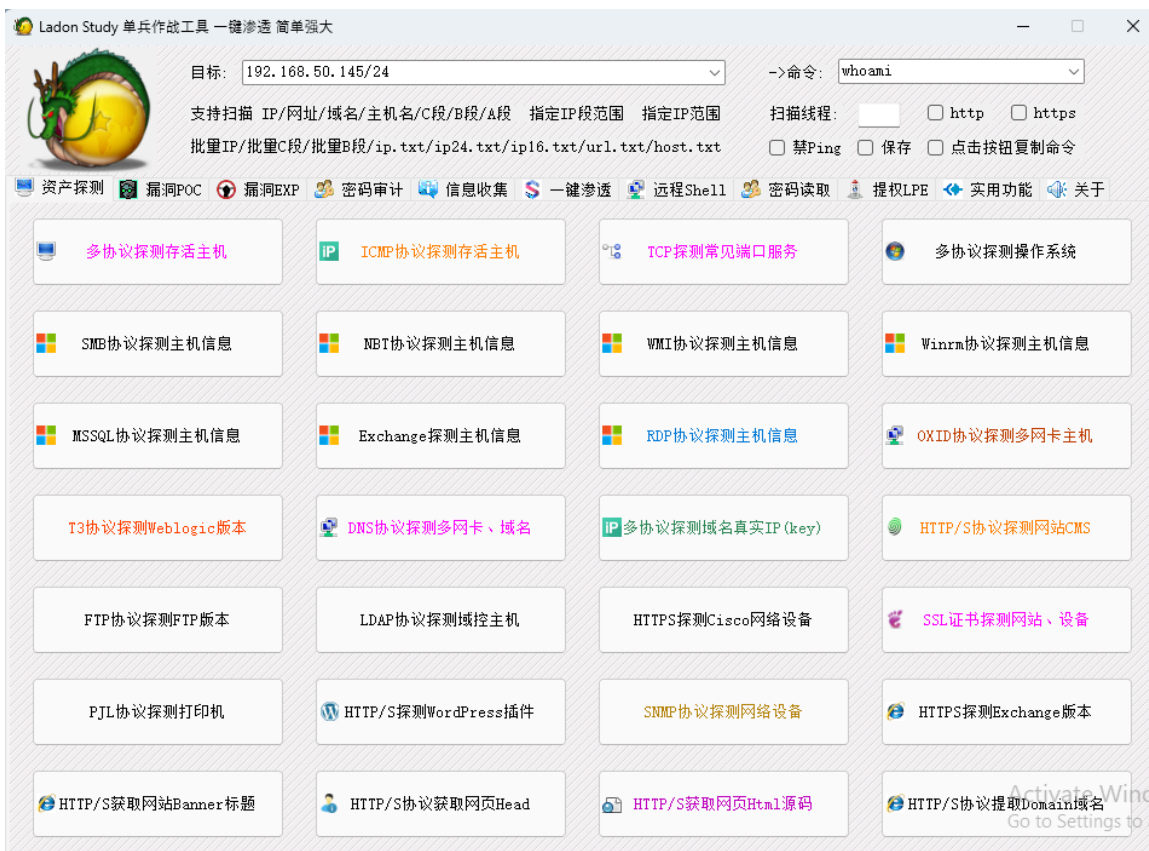 Ladon Study 单兵作战工具 一键渗透 简单强大
目标: 192.168.50.145/24 ->命令: whoami
支持扫描 IP/网址/域名/主机名/C段/B段/A段 指定IP段范围 指定IP范围 扫描线程: http https
批量IP/批量C段/批量B段/ip.txt/ip24.txt/ip16.txt/url.txt/host.txt 禁Ping 保存 点击按钮复制命令
资产探测 漏洞POC 漏洞EXP 密码审计 信息收集 一键渗透 远程Shell 密码读取 提权LPE 实用功能 关于
多协议探测存活主机 ICMP协议探测存活主机 TCP探测常见端口服务 多协议探测操作系统
SMB协议探测主机信息 NBT协议探测主机信息 WMI协议探测主机信息 Winrm协议探测主机信息
MSSQL协议探测主机信息 Exchange探测主机信息 RDP协议探测主机信息 OXID协议探测多网卡主机
T3协议探测Weblogic版本 DNS协议探测多网卡、域名 iP 多协议探测域名真实IP(key) HTTP/S协议探测网站CMS
FTP协议探测FTP版本 LDAP协议探测域控主机 HTTPS探测Cisco网络设备 SSL证书探测网站、设备
PJL协议探测打印机 HTTP/S探测WordPress插件 SNMP协议探测网络设备 HTTPS探测Exchange版本
HTTP/S获取网站Banner标题 HTTP/S协议获取网页Head HTTP/S获取网页Html源码 HTTP/S协议提取Domain域名
Activate Winc
Go to Settings to